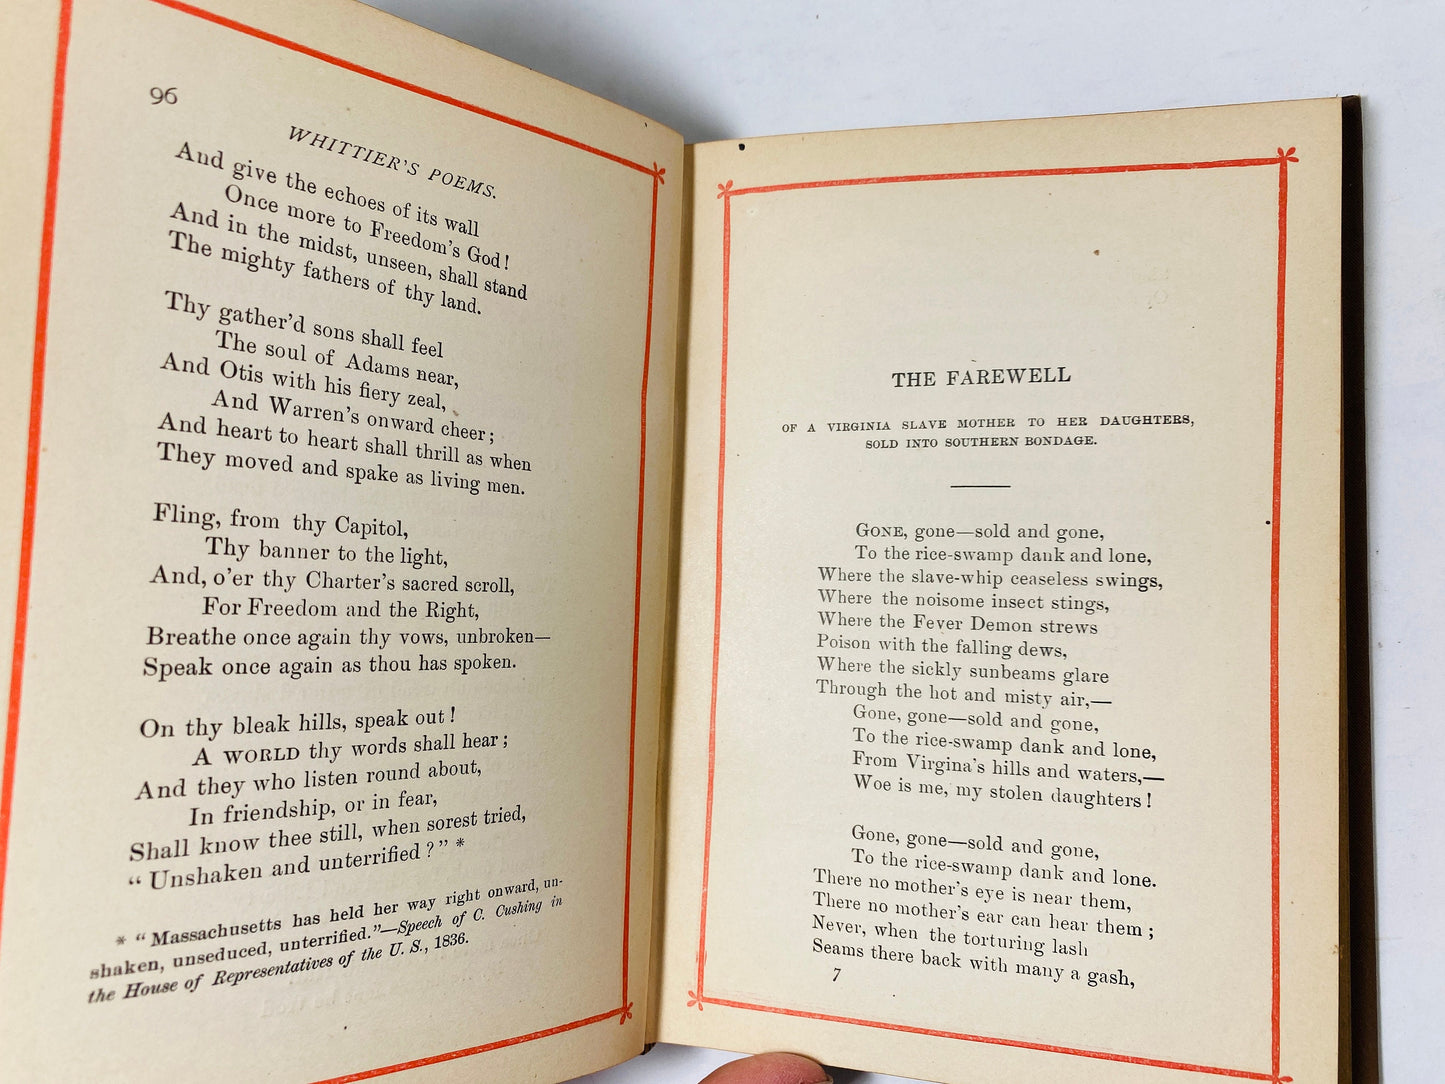 96
WHITTIER'S POEMS.
And give the echoes of its wall
Once more to Freedom's God!
And in the midst, unseen, shall stand
The mighty fathers of thy land.
Thy gather'd sons shall feel
The soul of Adams near,
And Otis with his fiery zeal,
And Warren's onward cheer;
And heart to heart shall thrill as when
They moved and spake as living men.
Fling, from thy Capitol,
Thy banner to the light,
And, o'er thy Charter's sacred scroll,
For Freedom and the Right,
Breathe once again thy vows, unbroken—
Speak once again as thou has spoken.
On thy bleak hills, speak out!
A WORLD thy words shall hear;
And they who listen round about,
In friendship, or in fear,
Shall know thee still, when sorest tried,
"Unshaken and unterrified?" *
* "Massachusetts has held her way right onward, un-
shaken, unseduced, unterrified."—Speech of C. Cushing in
the House of Representatives of the U. S., 1836.
THE FAREWELL
OF A VIRGINIA SLAVE MOTHER TO HER DAUGHTERS,
SOLD INTO SOUTHERN BONDAGE.
GONE, gone—sold and gone,
To the rice-swamp dank and lone,
Where the slave-whip ceaseless swings,
Where the noisome insect stings,
Where the Fever Demon strews
Poison with the falling dews,
Where the sickly sunbeams glare
Through the hot and misty air,—
Gone, gone—sold and gone,
To the rice-swamp dank and lone,
From Virgina's hills and waters,—
Woe is me, my stolen daughters!
Gone, gone—sold and gone,
To the rice-swamp dank and lone.
There no mother's eye is near them,
There no mother's ear can hear them;
Never, when the torturing lash
Seams there back with many a gash,
7